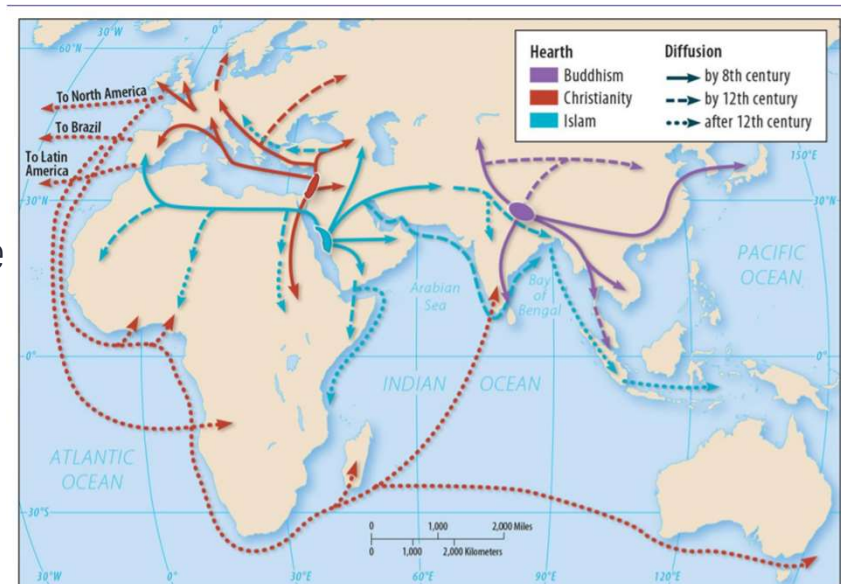 30°W
0°
60°N
Hearth
Buddhism
Christianity
Islam
Diffusion
by 8th century
by 12th century
after 12th century
To North America
To Brazil
To Latin
America
150°E
30°N
30°N
e
PACIFIC
OCEAN
Arabian
Sea
Bay
of
Bengal
0°
0°
INDIAN OCEAN
ATLANTIC
OCEAN
30°S
30°S
0 1,000 2,000 Miles
0 1,000 2,000 Kilometers
30°W
0°
30°E
60°E
90°E
120°E